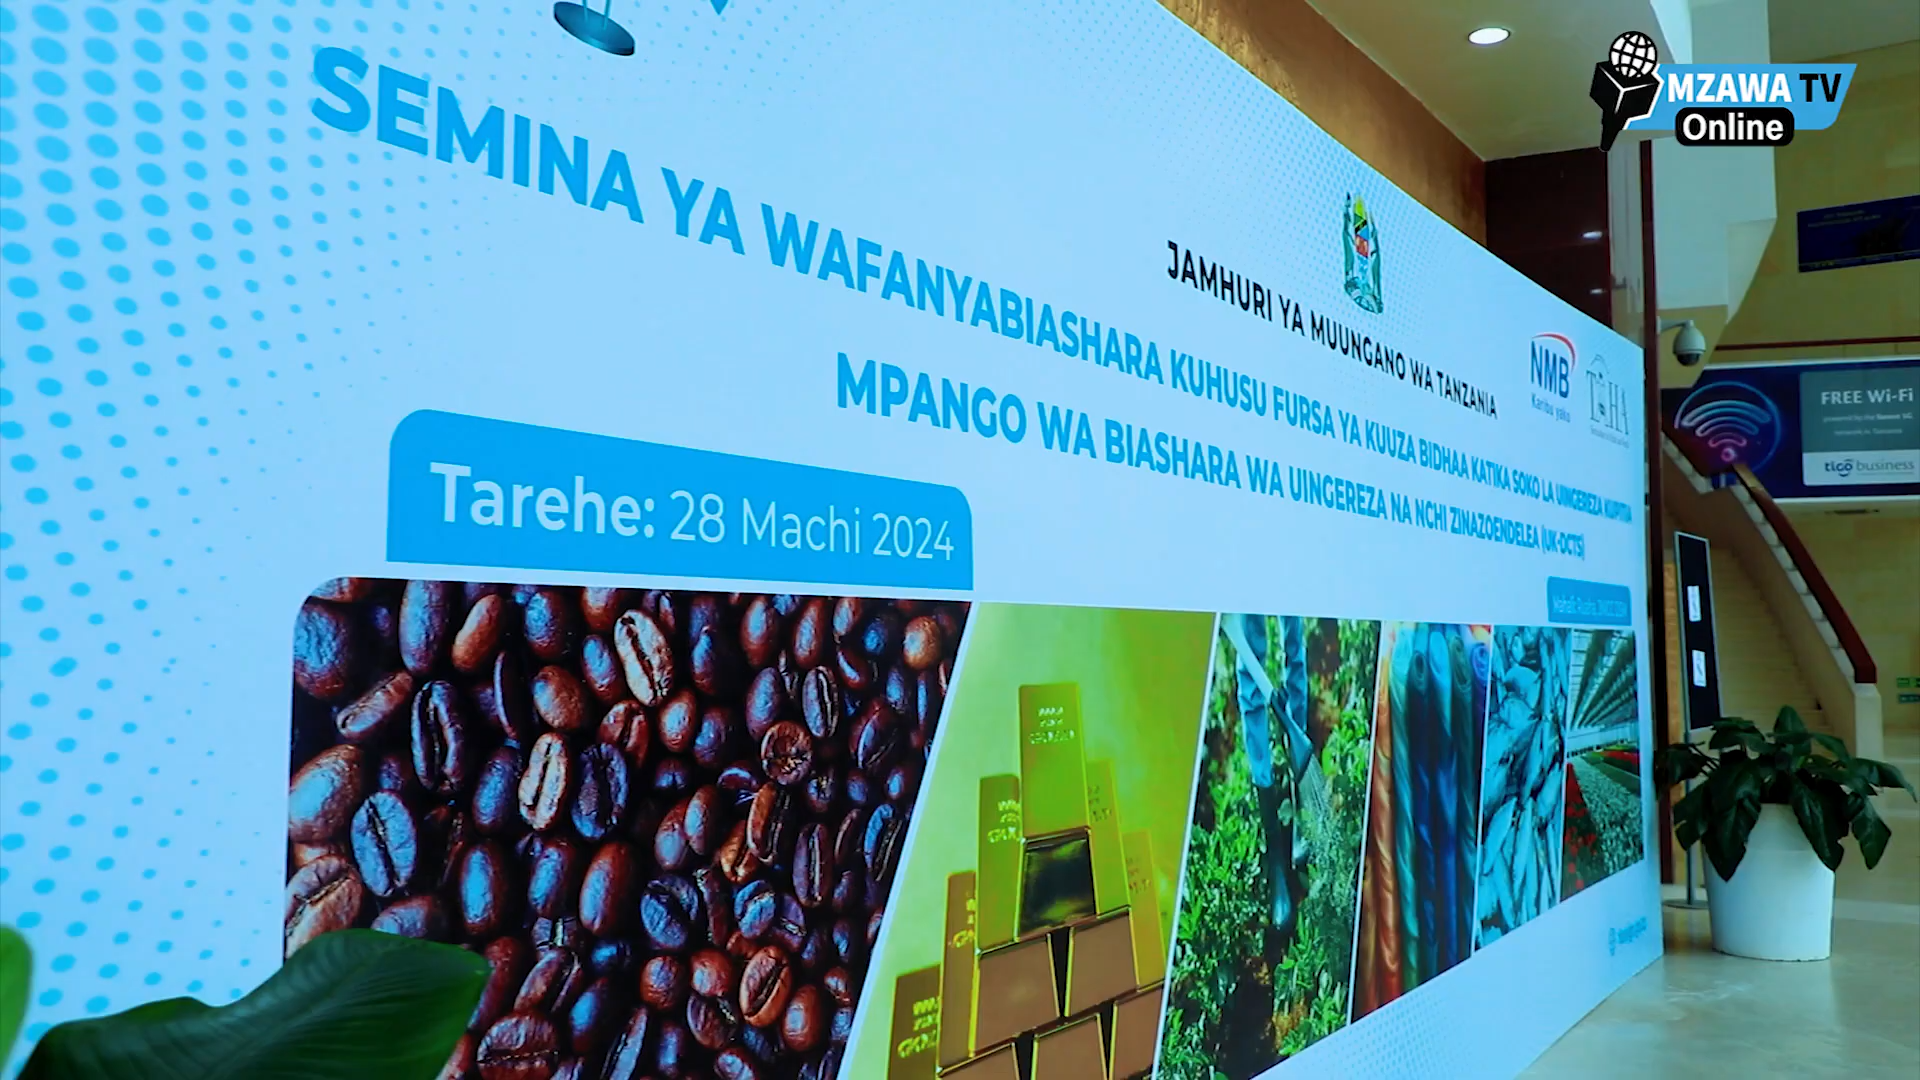 MZAWA TV
Online
JAMHURI YA MUUNGANO WA TANZANIA
NMB
Karibu yako
SEMINA YA WAFANYABIASHARA KUHUSU FURSA YA KUUZA BIDHAA KATIKA SOKO LA UINGEREZA KUPITIA
MPANGO WA BIASHARA WA UINGEREZA NA NCHI ZINAZOENDELEA (UK-DCTS)
Tarehe: 28 Machi 2024
FREE Wi-Fi
tigo business